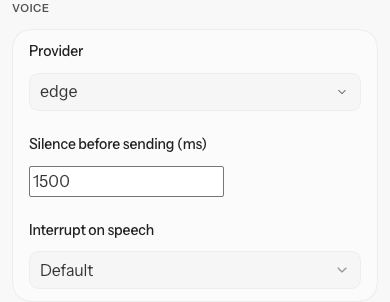 VOICE
Provider
edge
Silence before sending (ms)
1500
Interrupt on speech
Default